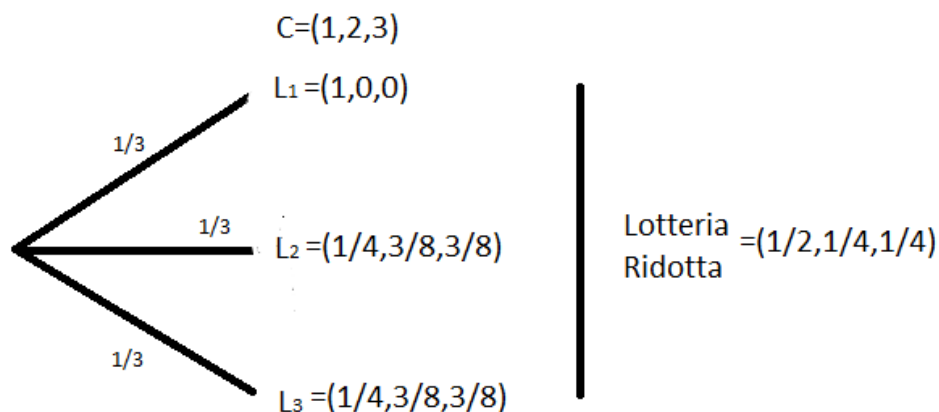 C=(1,2,3)
L1 =(1,0,0)
1/3
1/3
L2 =(1/4,3/8,3/8)
Lotteria
Ridotta
=(1/2,1/4,1/4)
1/3
L3 =(1/4,3/8,3/8)